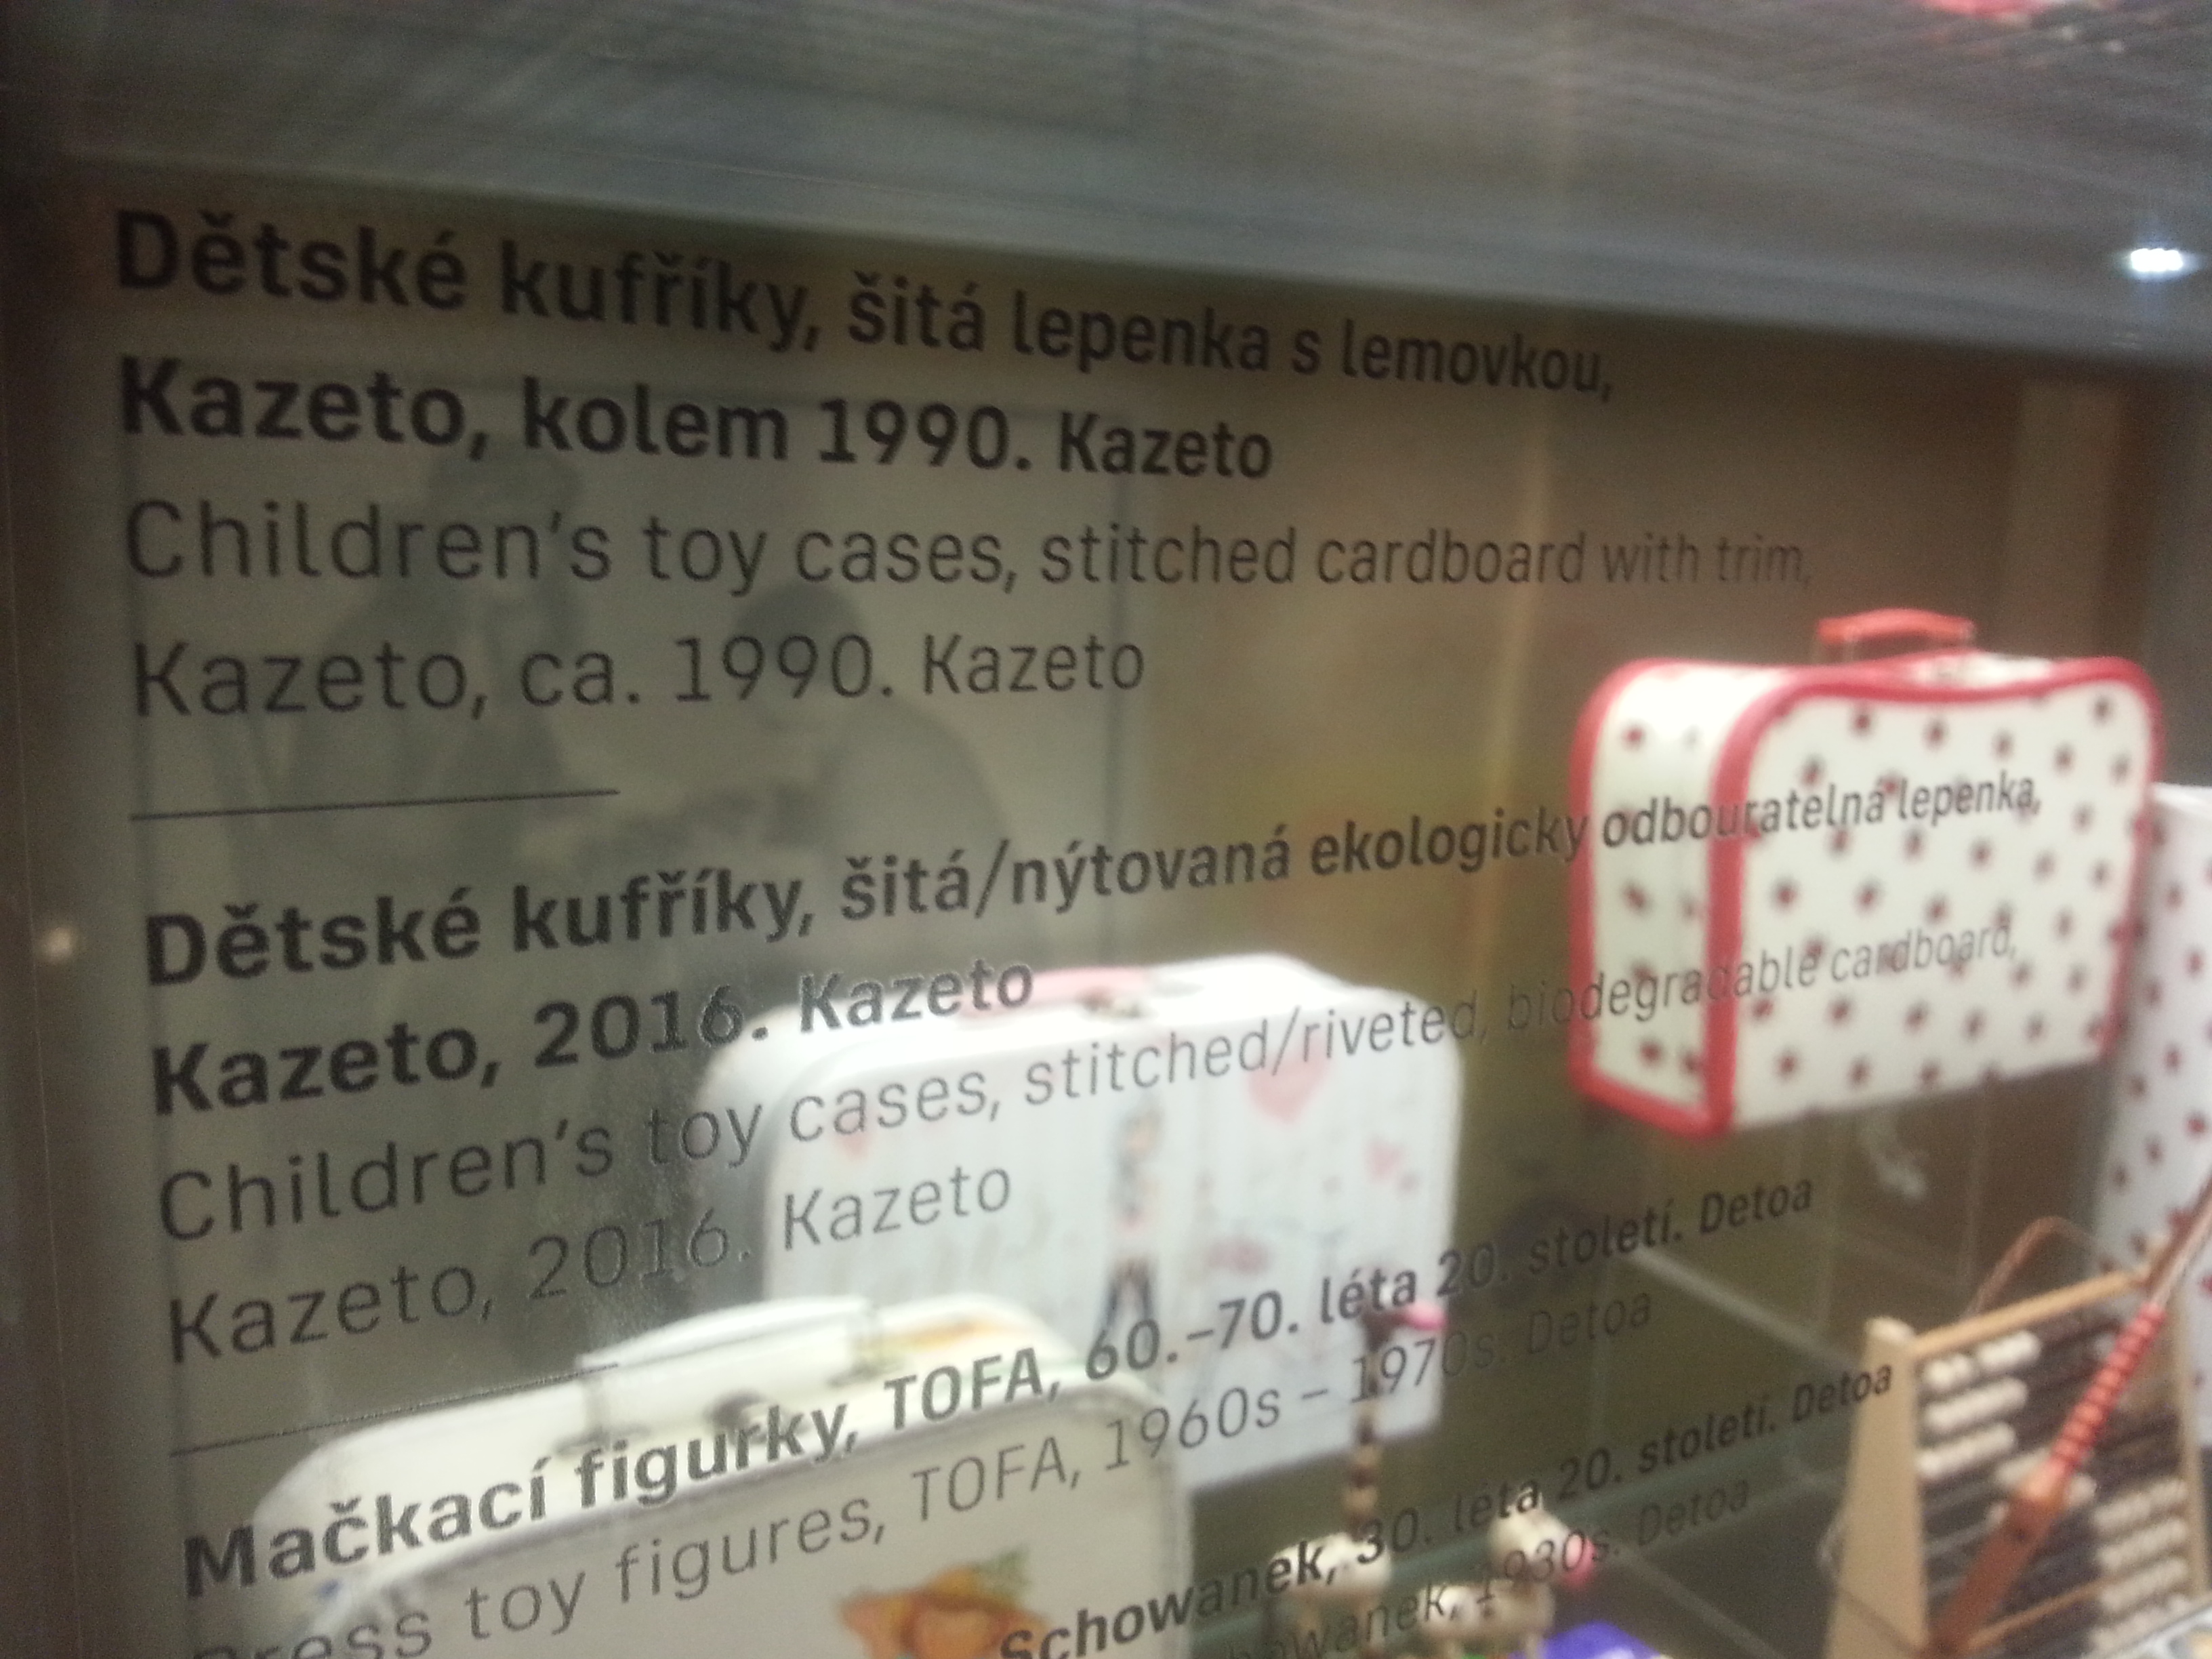 Dětské kufříky, šitá lepenka s lemovkou,
Kazeto, kolem 1990. Kazeto
Children's toy cases, stitched cardboard with trim,
Kazeto, ca. 1990. Kazeto
Dětské kufříky, šitá/nýtovaná ekologicky odbouratelná lepenka,
Kazeto, 2016. Kazeto
Children's toy cases, stitched/riveted, biodegradable cardboard,
Kazeto, 2016. Kazeto
Mačkací figurky, TOFA, 60.–70. léta 20. století. Detoa
Press toy figures, TOFA, 1960s – 1970s. Detoa
Schowanek, 30. léta 20. století. Detoa
1930s. Detoa